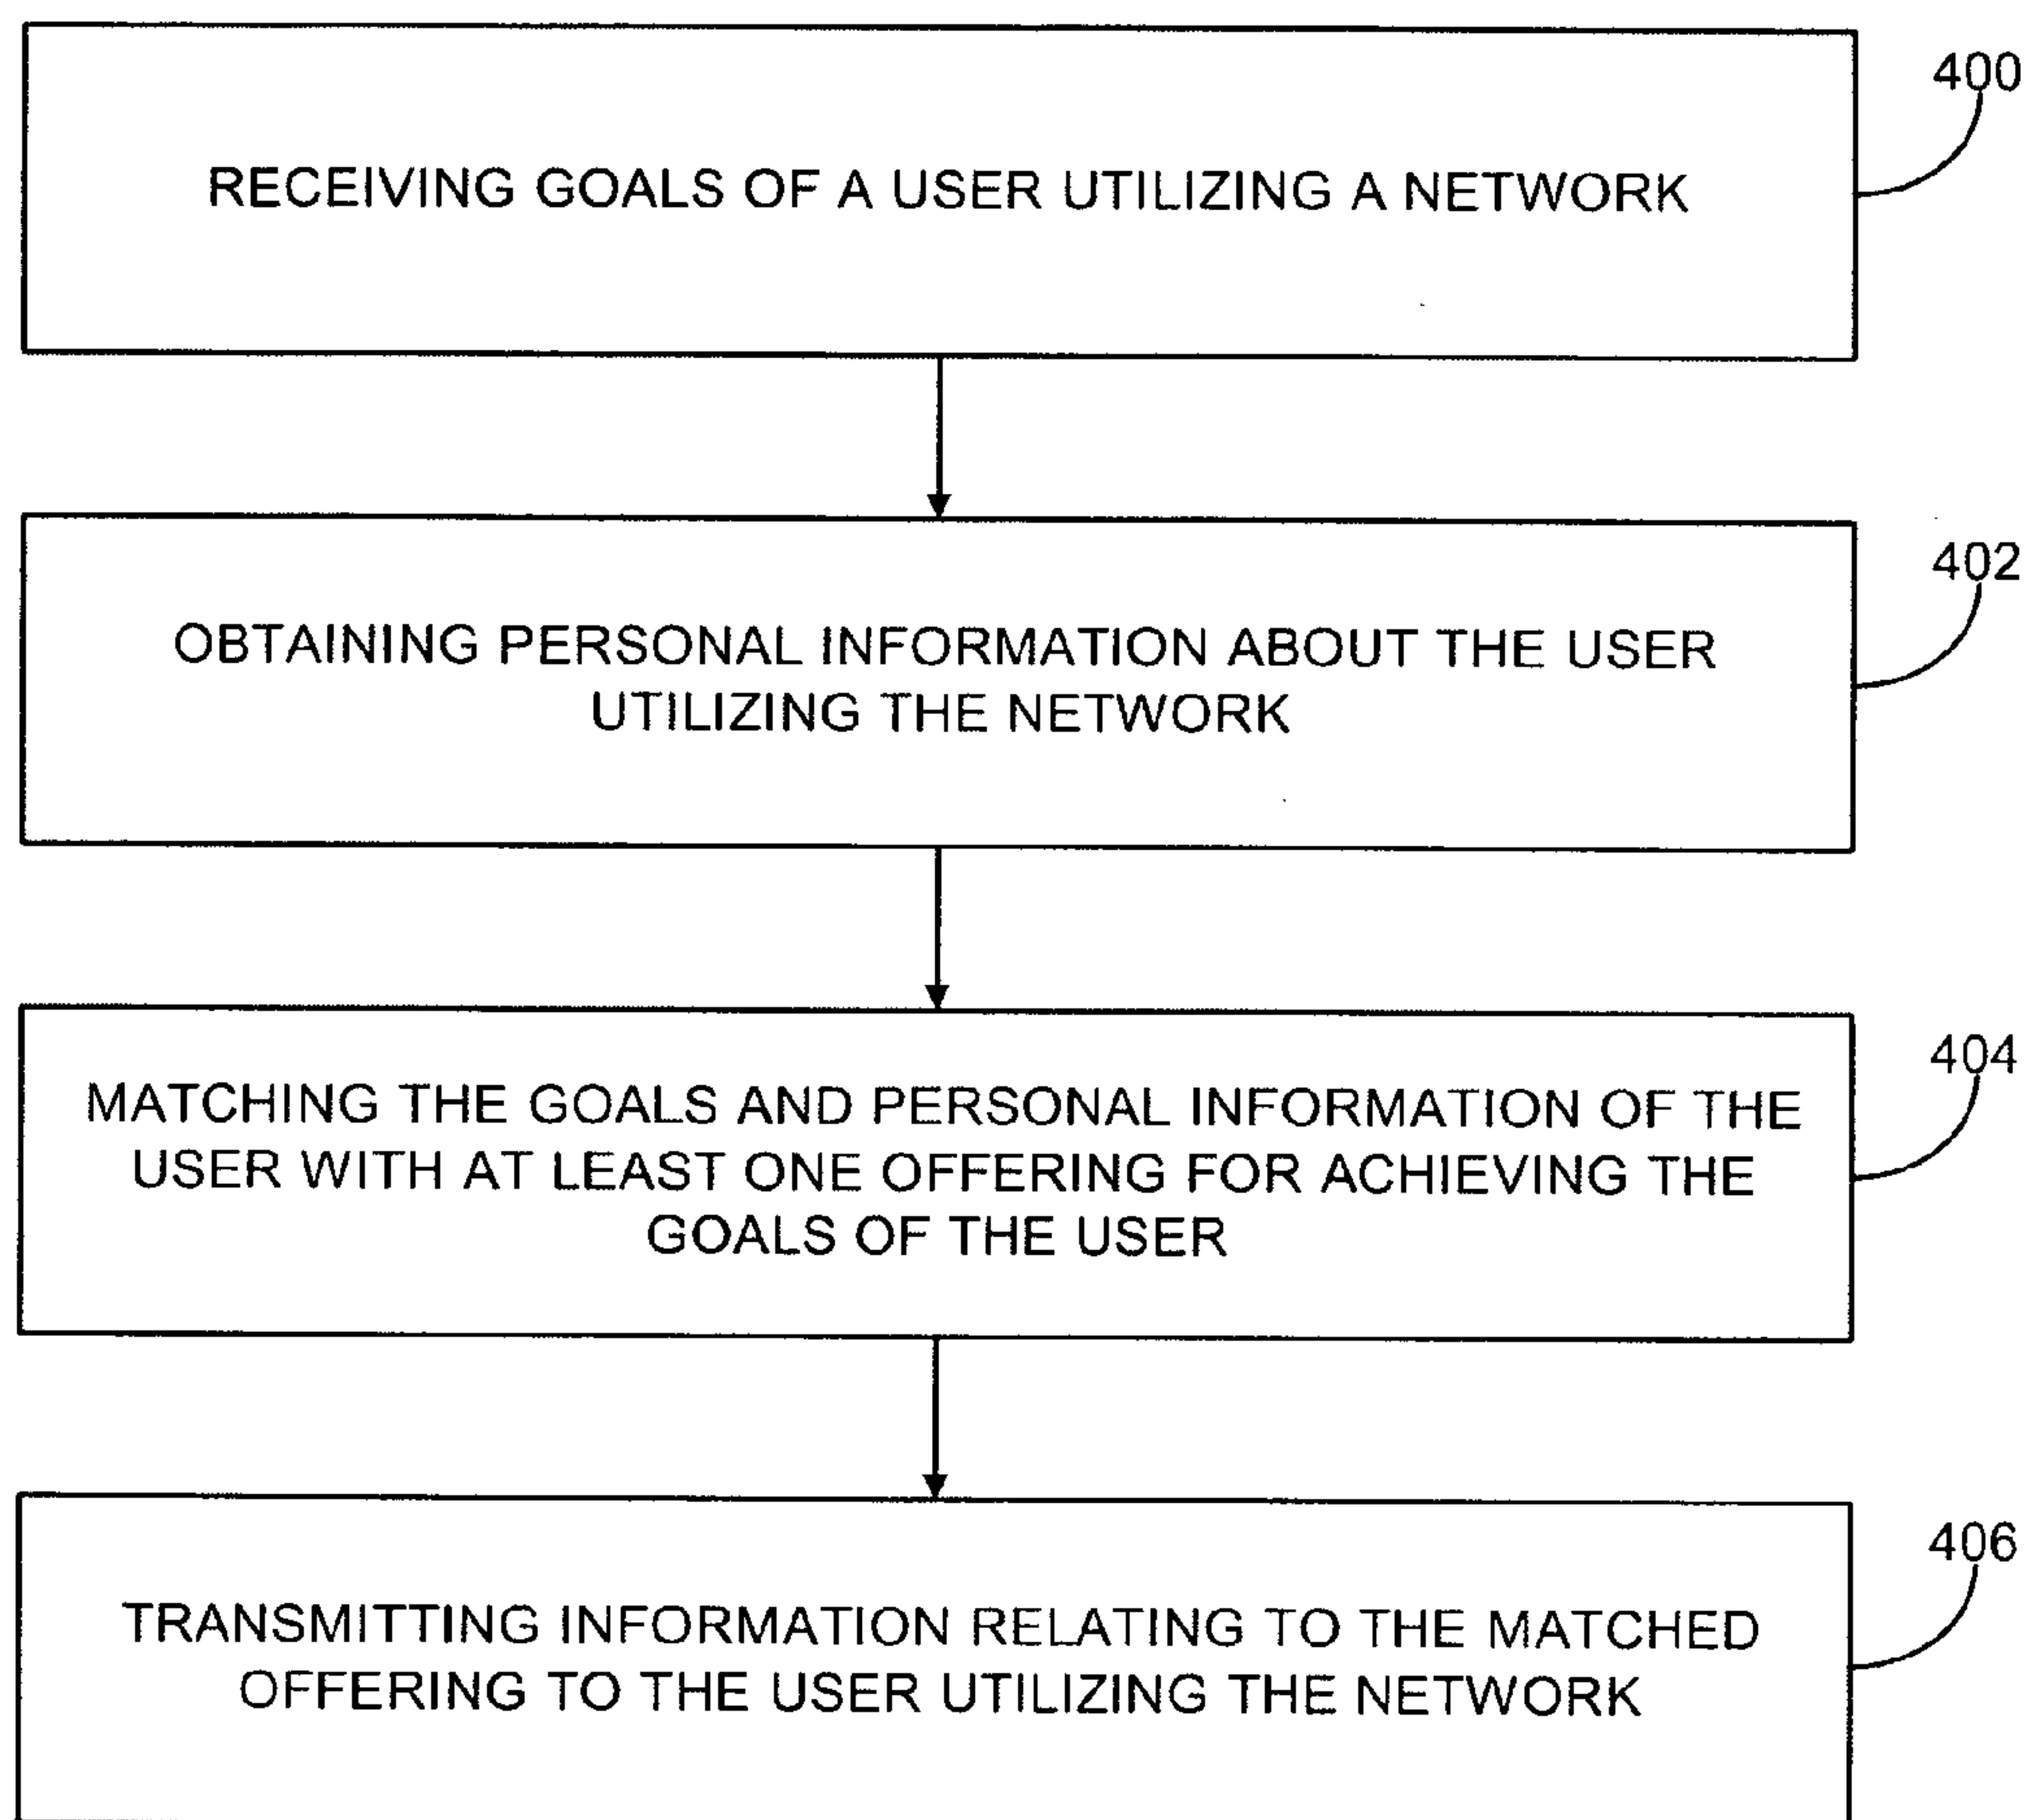 400
RECEIVING GOALS OF A USER UTILIZING A NETWORK
402
OBTAINING PERSONAL INFORMATION ABOUT THE USER
UTILIZING THE NETWORK
404
MATCHING THE GOALS AND PERSONAL INFORMATION OF THE
USER WITH AT LEAST ONE OFFERING FOR ACHIEVING THE
GOALS OF THE USER
406
TRANSMITTING INFORMATION RELATING TO THE MATCHED
OFFERING TO THE USER UTILIZING THE NETWORK